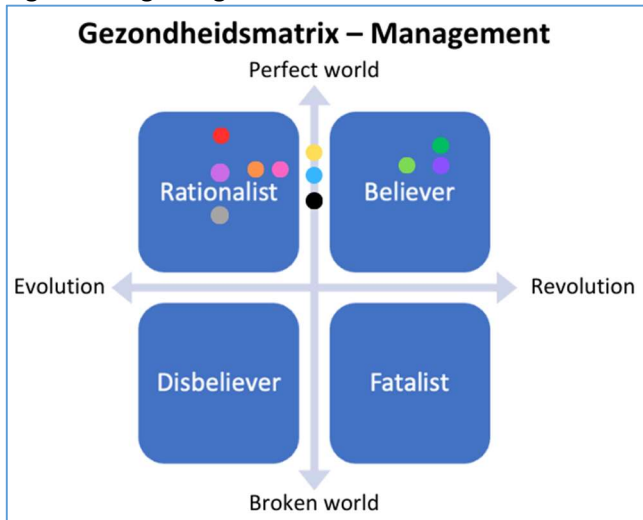 Gezondheidsmatrix – Management
Perfect world
Rationalist
Believer
Evolution
Revolution
Disbeliever
Fatalist
Broken world